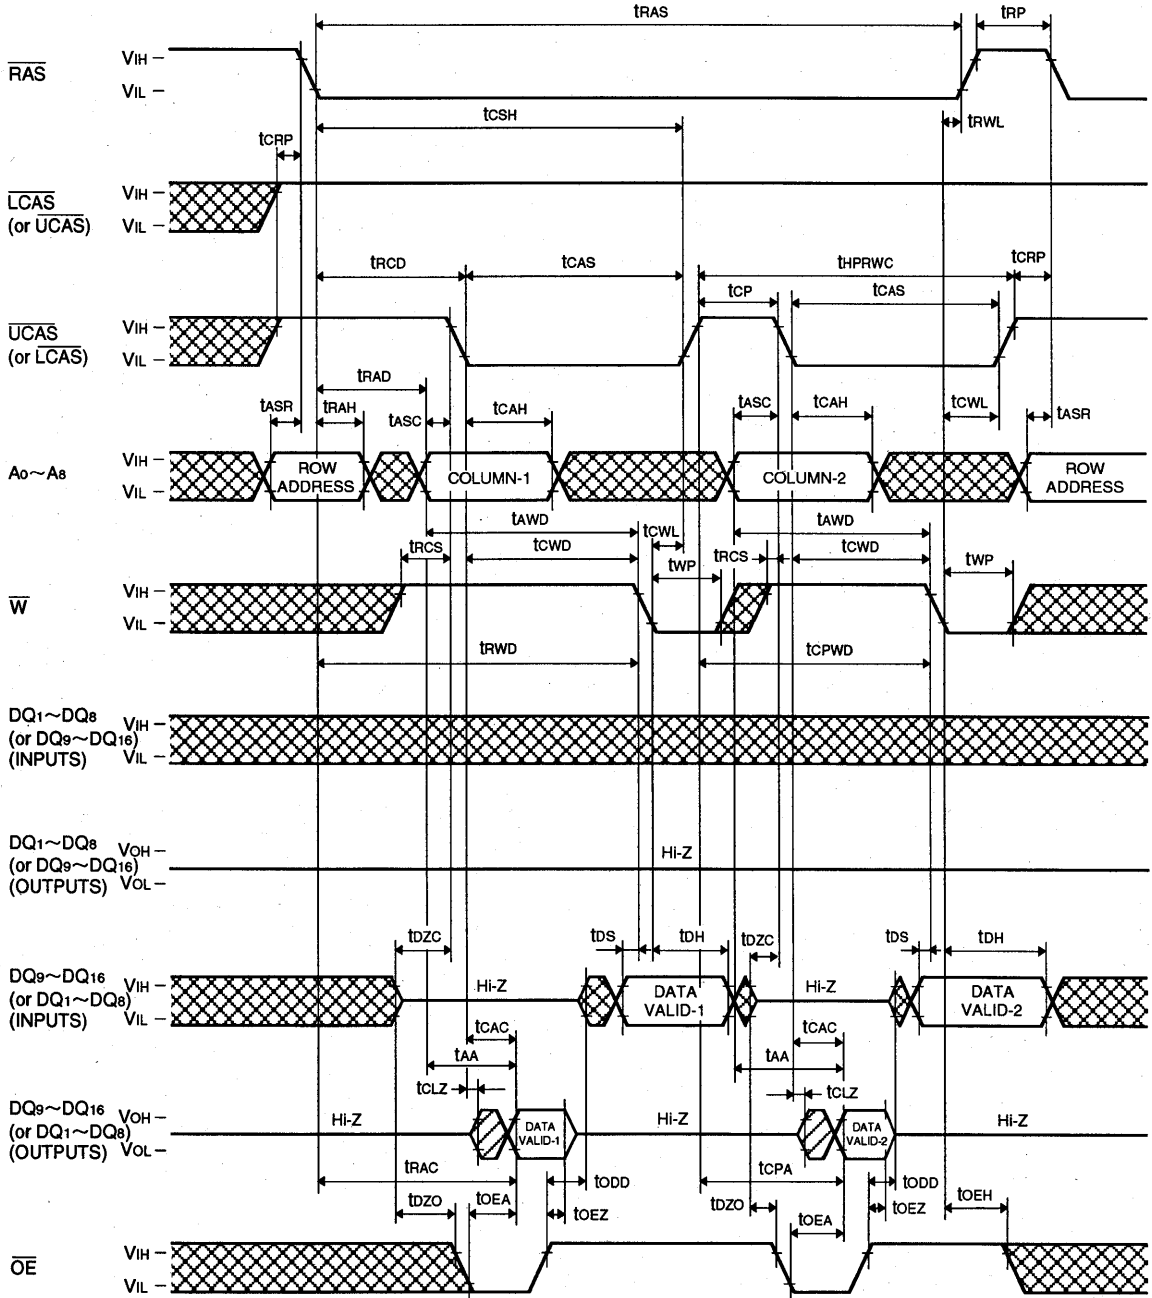 tRAS tRP
RAS VIH
VIL
tCSH tRWL
tCRP
LCAS VIH
(or UCAS) VIL
tRCD tCAS tHPRWC tCRP
tCP tCAS
UCAS VIH
(or LCAS) VIL
tRAD
tASR tRAH tASC tCAH tASC tCAH tCWL tASR
A0~A8 VIH
VIL
ROW ADDRESS COLUMN-1 COLUMN-2 ROW ADDRESS
tAWD tCWL tAWD
tRCS tCWD tWP tRCS tCWD tWP
W VIH
VIL
tRWD tCPWD
DQ1~DQ8 VIH
(or DQ9~DQ16)
(INPUTS) VIL
DQ1~DQ8 VOH
(or DQ9~DQ16) Hi-Z
(OUTPUTS) VOL
tDZC tDS tDH tDZC tDS tDH
DQ9~DQ16 VIH
(or DQ1~DQ8) Hi-Z DATA VALID-1 Hi-Z DATA VALID-2
(INPUTS) VIL
tCAC tCAC
tAA tAA
tCLZ tCLZ
DQ9~DQ16 VOH
(or DQ1~DQ8) Hi-Z DATA VALID-1 Hi-Z DATA VALID-2 Hi-Z
(OUTPUTS) VOL
tRAC tODD tCPA tODD
tDZO tOEA tOEZ tDZO tOEA tOEZ tOEH
OE VIH
VIL